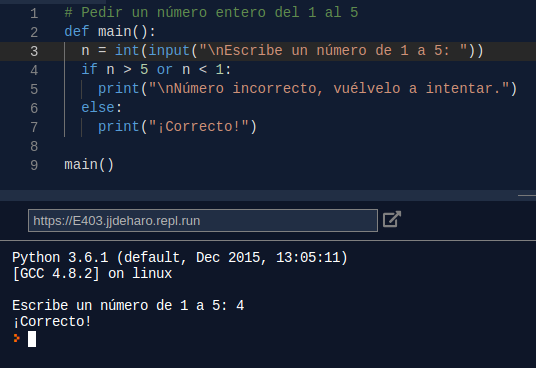 1 # Pedir un número entero del 1 al 5
2 def main():
3 n = int(input("\nEscribe un número de 1 a 5: "))
4 if n > 5 or n < 1:
5 print("\nNúmero incorrecto, vuélvelo a intentar.")
6 else:
7 print("¡Correcto!")
8
9 main()
https://E403.jjdeharo.repl.run
Python 3.6.1 (default, Dec 2015, 13:05:11)
[GCC 4.8.2] on linux
Escribe un número de 1 a 5: 4
¡Correcto!